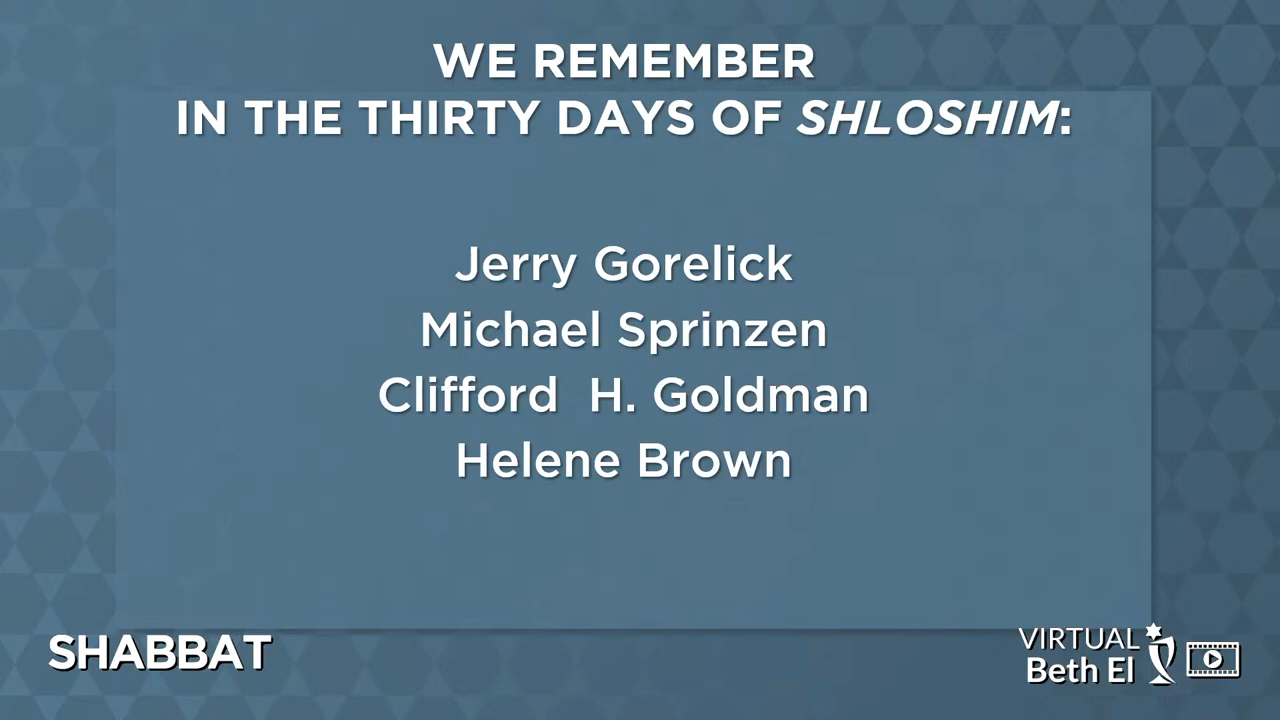 WE REMEMBER
IN THE THIRTY DAYS OF SHLOSHIM:
Jerry Gorelick
Michael Sprinzen
Clifford  H. Goldman
Helene Brown
SHABBAT
VIRTUAL
Beth El